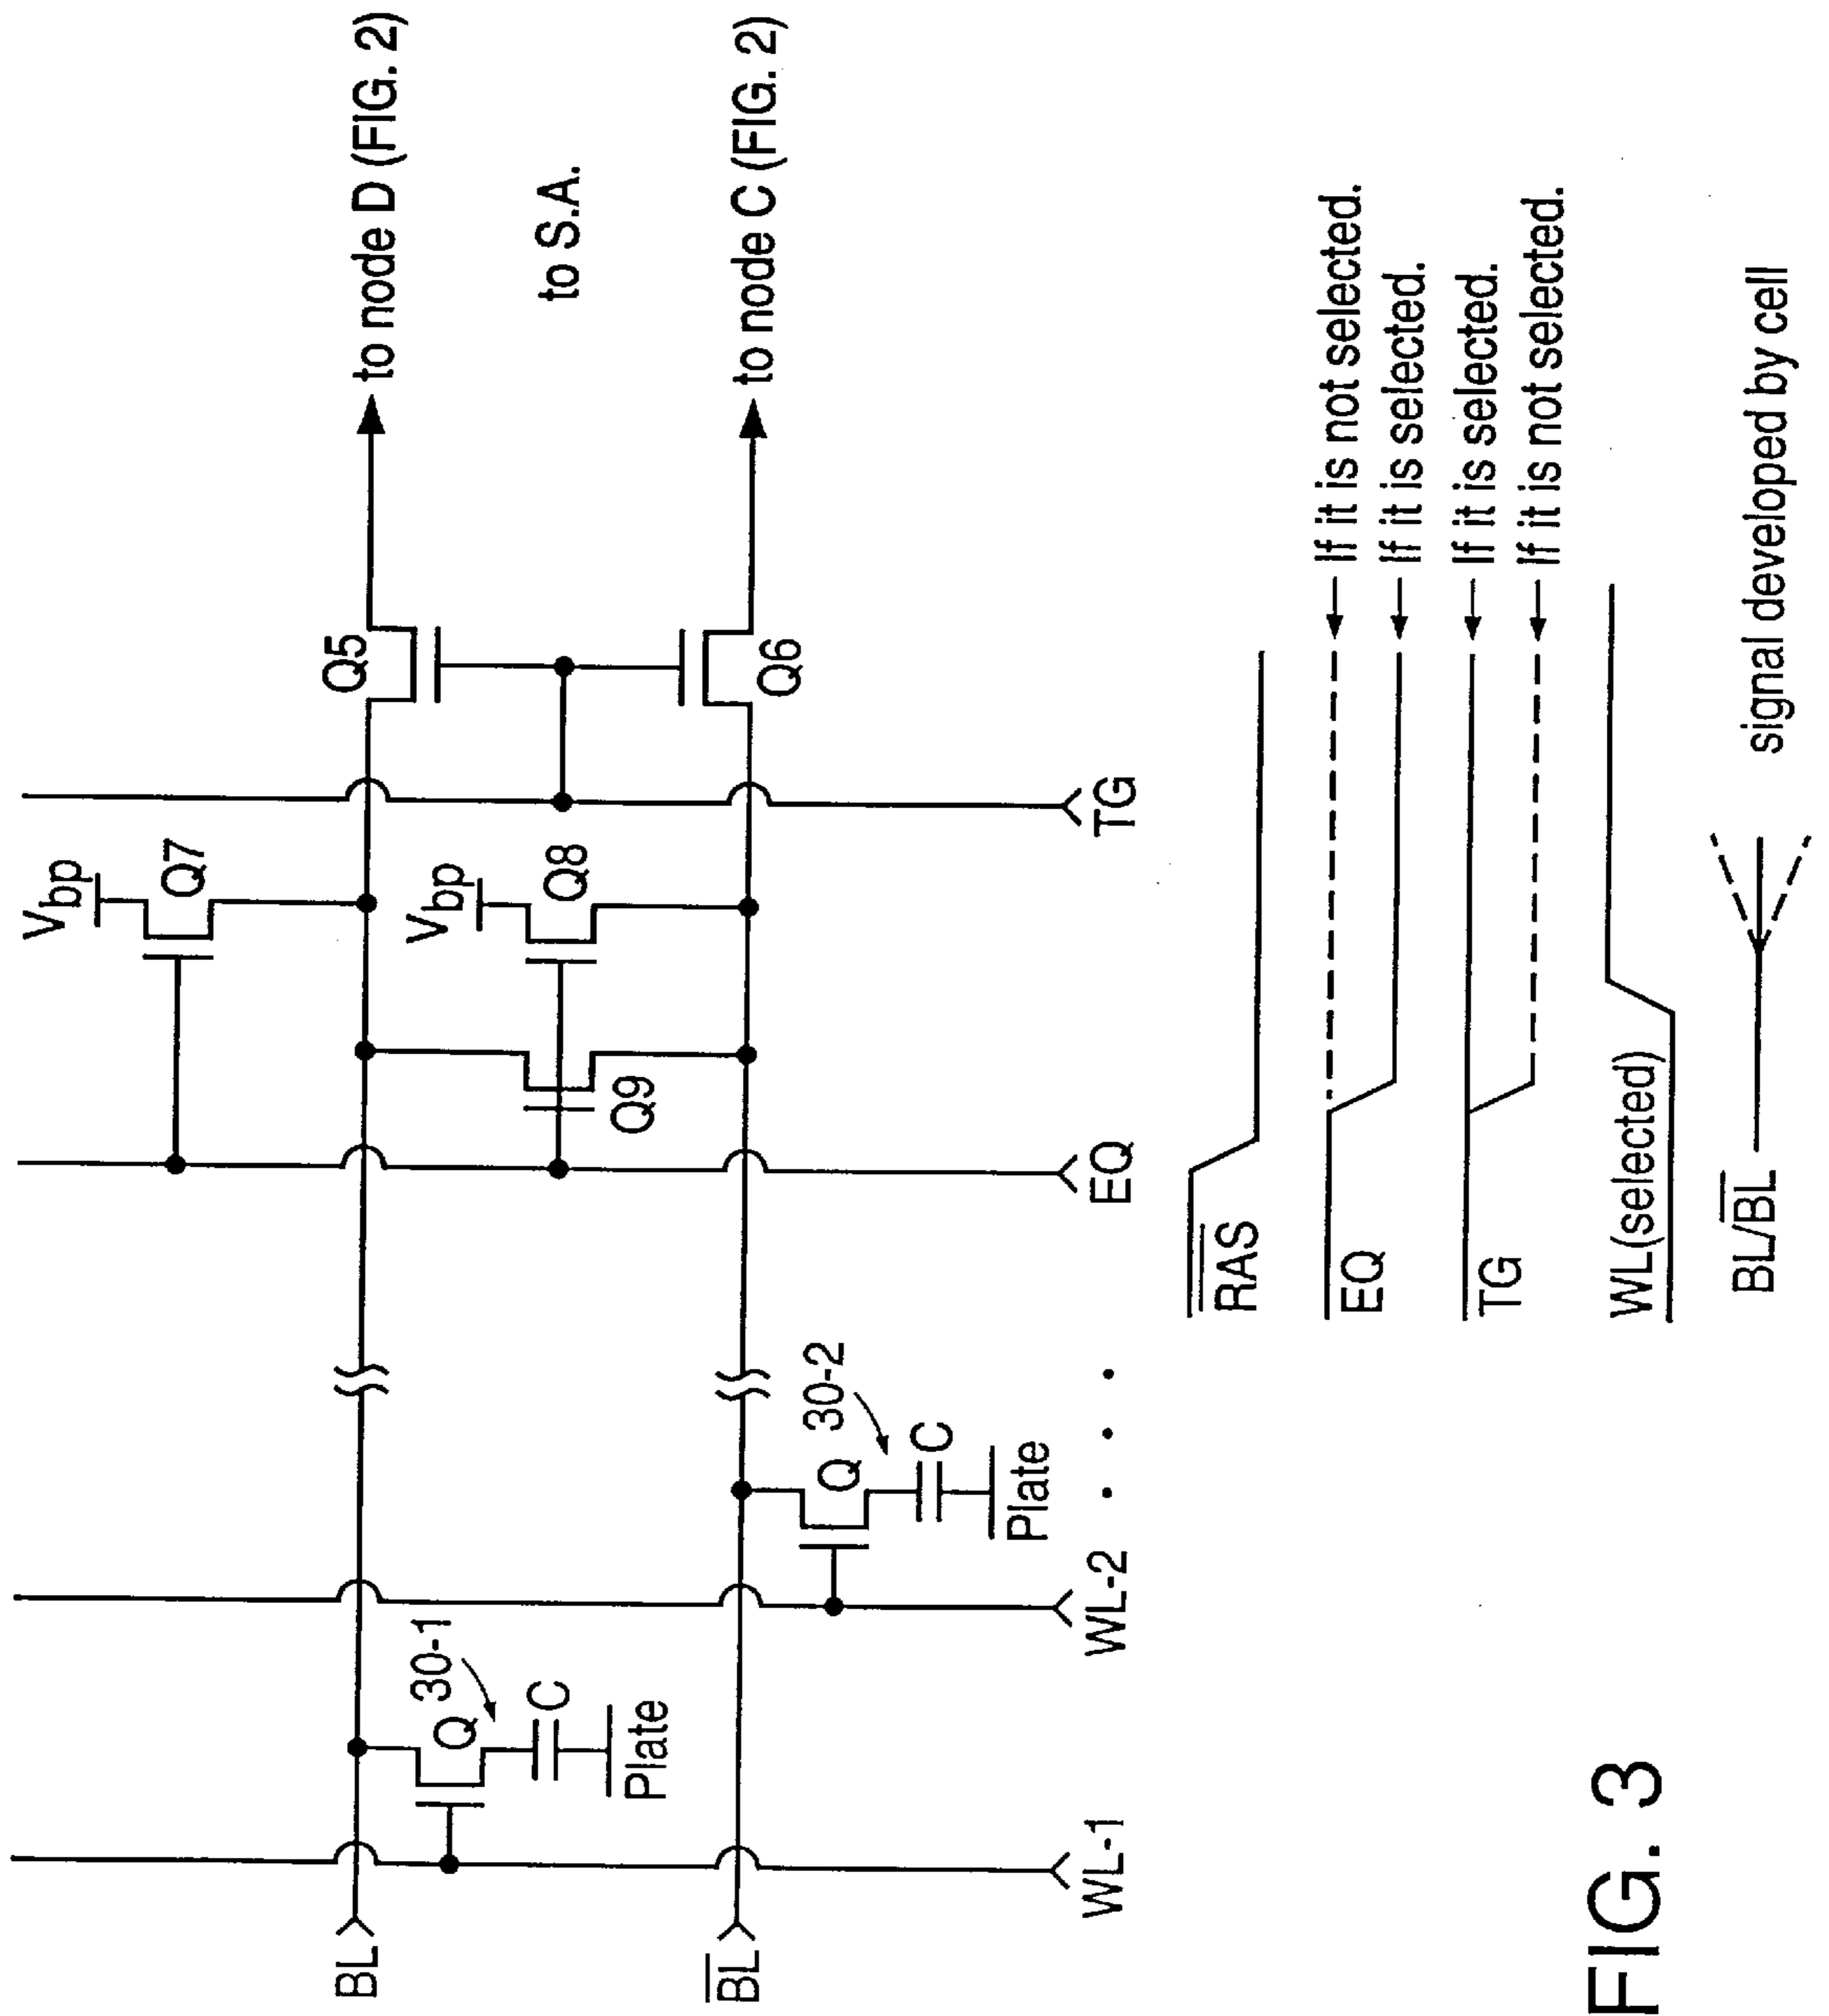 Vbp
Q7
Q5
to node D (FIG. 2)
BL
Q
30-1
C
Plate
Vbp
Q8
Q9
to S.A.
B̅L̅
Q
30-2
C
Plate
Q6
to node C (FIG. 2)
WL-1
WL-2
. . .
EQ
TG
R̅A̅S̅
EQ
If it is not selected.
If it is selected.
TG
If it is selected.
If it is not selected.
WL(selected)
BL/B̅L̅
signal developed by cell
FIG. 3